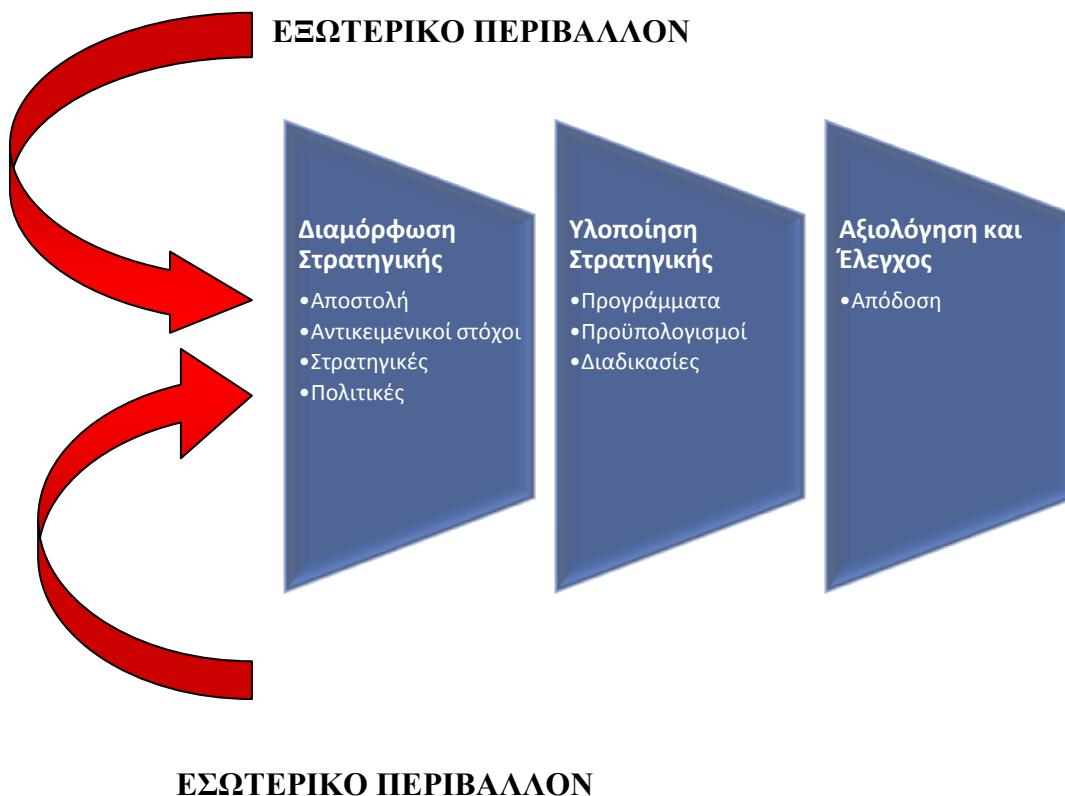 ΕΞΩΤΕΡΙΚΟ ΠΕΡΙΒΑΛΛΟΝ
Διαμόρφωση
Στρατηγικής
•Αποστολή
•Αντικειμενικοί στόχοι
•Στρατηγικές
•Πολιτικές
Υλοποίηση
Στρατηγικής
•Προγράμματα
•Προϋπολογισμοί
•Διαδικασίες
Αξιολόγηση και
Έλεγχος
•Απόδοση
ΕΣΩΤΕΡΙΚΟ ΠΕΡΙΒΑΛΛΟΝ